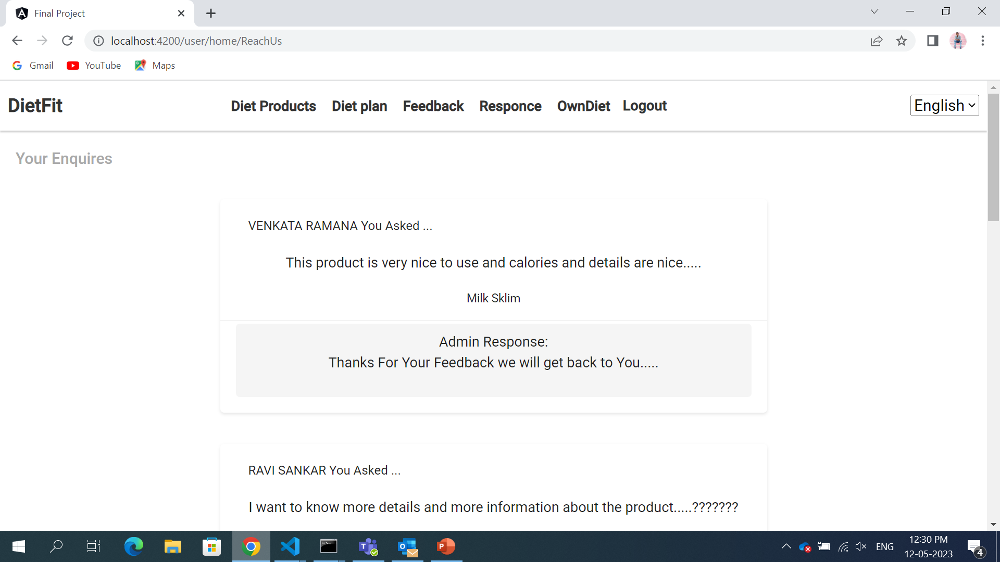 Final Project
localhost:4200/user/home/ReachUs
Gmail YouTube Maps
DietFit Diet Products Diet plan Feedback Responce OwnDiet Logout English
Your Enquires
VENKATA RAMANA You Asked ...
This product is very nice to use and calories and details are nice.....
Milk Sklim
Admin Response:
Thanks For Your Feedback we will get back to You.....
RAVI SANKAR You Asked ...
I want to know more details and more information about the product.....???????
ENG
12:30 PM
12-05-2023
4